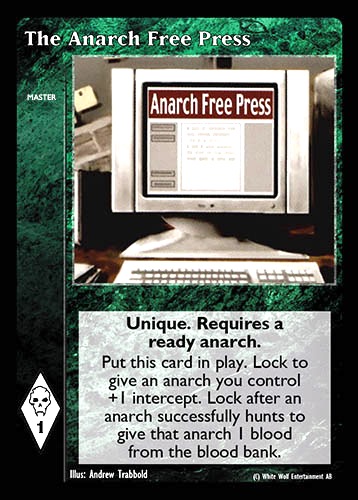 The Anarch Free Press
MASTER
Anarch Free Press
Unique. Requires a
ready anarch.
Put this card in play. Lock to
give an anarch you control
+1 intercept. Lock after an
anarch successfully hunts to
give that anarch 1 blood
from the blood bank.
1
Illus: Andrew Trabbold
(C) White Wolf Entertainment AB